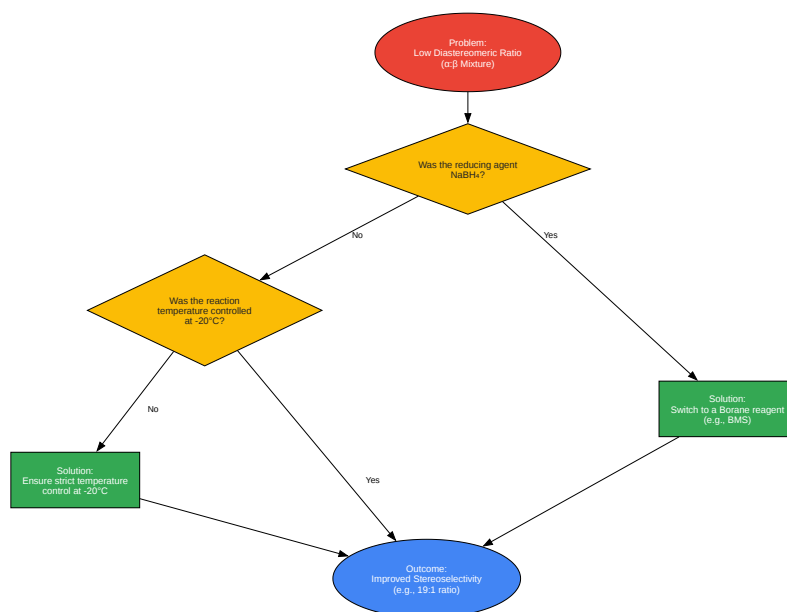 Problem:
Low Diastereomeric Ratio
(α:β Mixture)
Was the reducing agent
NaBH₄?
No
Yes
Was the reaction
temperature controlled
at -20°C?
Solution:
Switch to a Borane reagent
(e.g., BMS)
No
Solution:
Ensure strict temperature
control at -20°C
Yes
Outcome:
Improved Stereoselectivity
(e.g., 19:1 ratio)